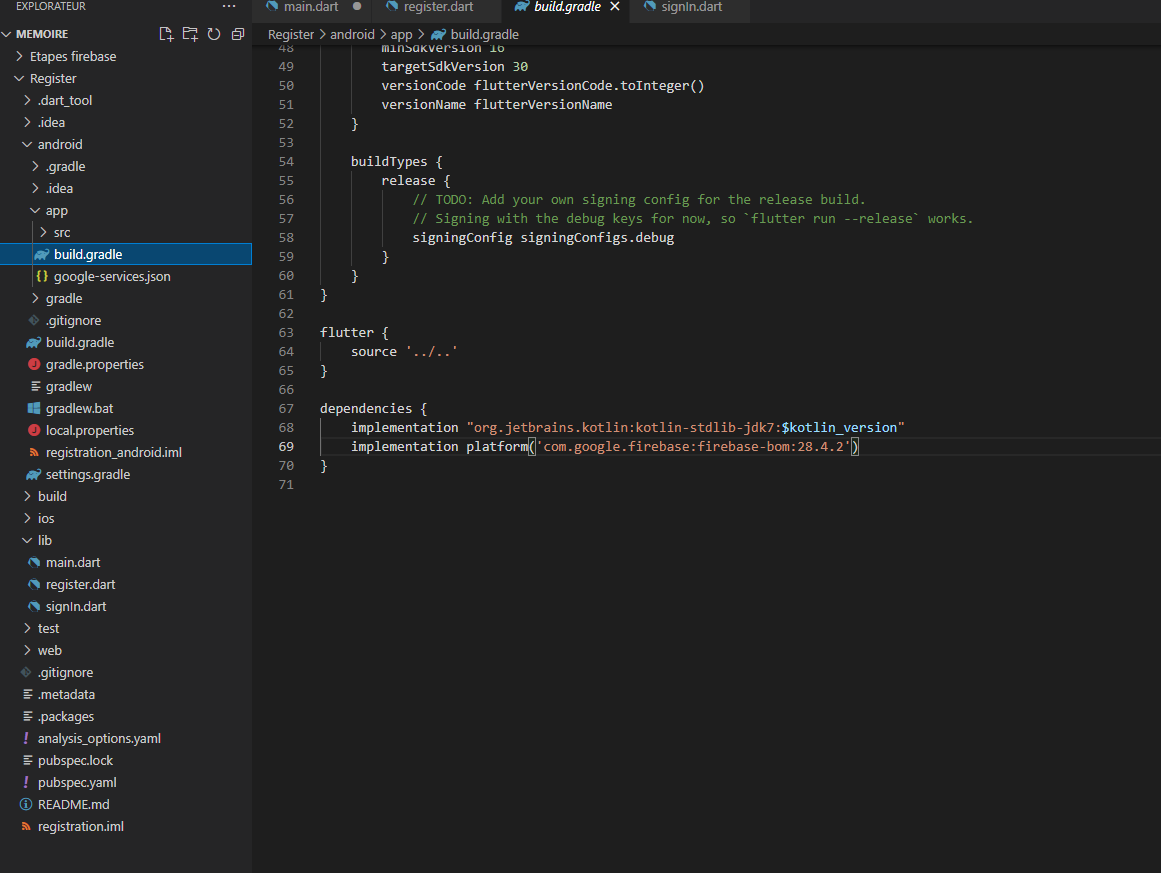 EXPLORATEUR
MEMOIRE
Etapes firebase
Register
.dart_tool
.idea
android
.gradle
.idea
app
src
build.gradle
google-services.json
gradle
.gitignore
build.gradle
gradle.properties
gradlew
gradlew.bat
local.properties
registration_android.iml
settings.gradle
build
ios
lib
main.dart
register.dart
signIn.dart
test
web
.gitignore
.metadata
.packages
analysis_options.yaml
pubspec.lock
pubspec.yaml
README.md
registration.iml
main.dart register.dart build.gradle signIn.dart
Register > android > app > build.gradle
48 minSdkVersion 16
49 targetSdkVersion 30
50 versionCode flutterVersionCode.toInteger()
51 versionName flutterVersionName
52 }
53
54 buildTypes {
55 release {
56 // TODO: Add your own signing config for the release build.
57 // Signing with the debug keys for now, so `flutter run --release` works.
58 signingConfig signingConfigs.debug
59 }
60 }
61 }
62
63 flutter {
64 source '../..'
65 }
66
67 dependencies {
68 implementation "org.jetbrains.kotlin:kotlin-stdlib-jdk7:$kotlin_version"
69 implementation platform('com.google.firebase:firebase-bom:28.4.2')
70 }
71